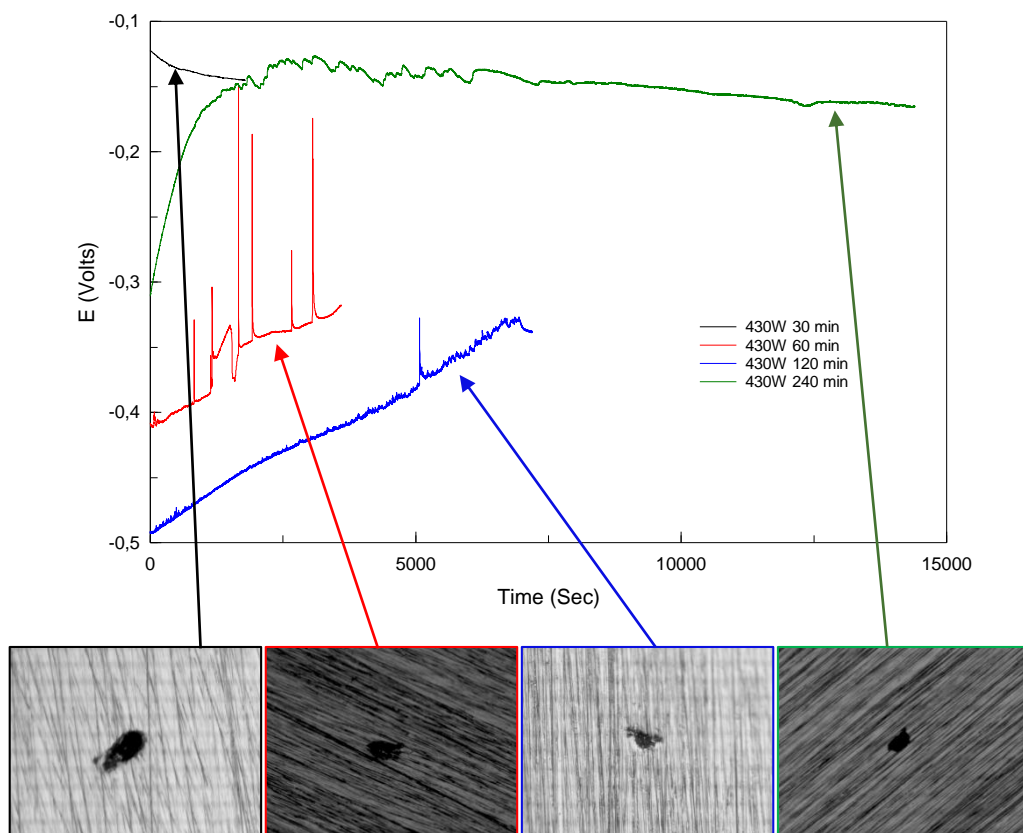 -0,1
-0,2
-0,3
-0,4
-0,5
E (Volts)
0
5000
10000
15000
Time (Sec)
430W 30 min
430W 60 min
430W 120 min
430W 240 min